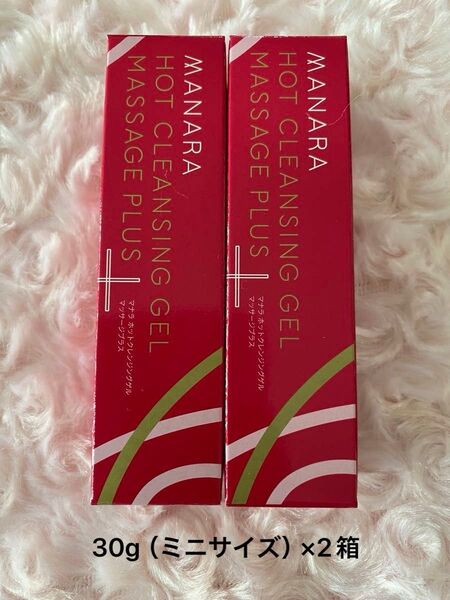 MANARA
HOT CLEANSING GEL
MASSAGE PLUS
マナラ ホットクレンジングゲル
マッサージプラス
MANARA
HOT CLEANSING GEL
MASSAGE PLUS
マナラ ホットクレンジングゲル
マッサージプラス
30g（ミニサイズ）×2箱